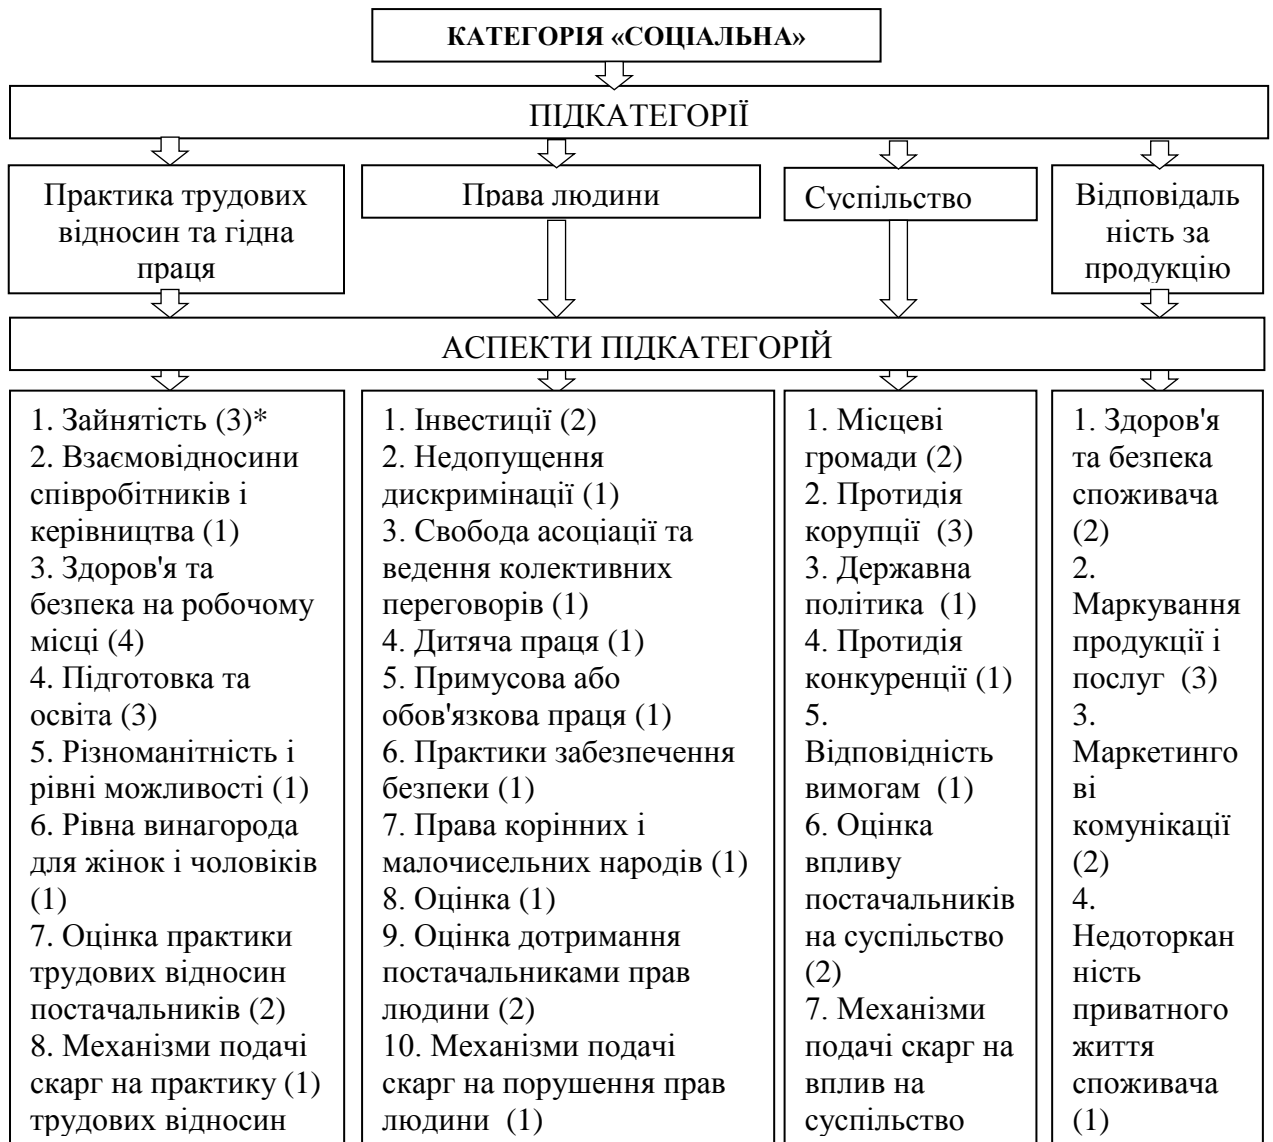 КАТЕГОРІЯ «СОЦІАЛЬНА»
ПІДКАТЕГОРІЇ
Практика трудових
відносин та гідна
праця
Права людини
Суспільство
Відповідаль
ність за
продукцію
АСПЕКТИ ПІДКАТЕГОРІЙ
1. Зайнятість (3)*
2. Взаємовідносини
співробітників і
керівництва (1)
3. Здоров'я та
безпека на робочому
місці (4)
4. Підготовка та
освіта (3)
5. Різноманітність і
рівні можливості (1)
6. Рівна винагорода
для жінок і чоловіків
(1)
7. Оцінка практики
трудових відносин
постачальників (2)
8. Механізми подачі
скарг на практику (1)
трудових відносин
1. Інвестиції (2)
2. Недопущення
дискримінації (1)
3. Свобода асоціації та
ведення колективних
переговорів (1)
4. Дитяча праця (1)
5. Примусова або
обов'язкова праця (1)
6. Практики забезпечення
безпеки (1)
7. Права корінних і
малочисельних народів (1)
8. Оцінка (1)
9. Оцінка дотримання
постачальниками прав
людини (2)
10. Механізми подачі
скарг на порушення прав
людини (1)
1. Місцеві
громади (2)
2. Протидія
корупції (3)
3. Державна
політика (1)
4. Протидія
конкуренції (1)
5.
Відповідність
вимогам (1)
6. Оцінка
впливу
постачальників
на суспільство
(2)
7. Механізми
подачі скарг на
вплив на
суспільство
1. Здоров'я
та безпека
споживача
(2)
2.
Маркування
продукції і
послуг (3)
3.
Маркетинго
ві
комунікації
(2)
4.
Недоторкан
ність
приватного
життя
споживача
(1)